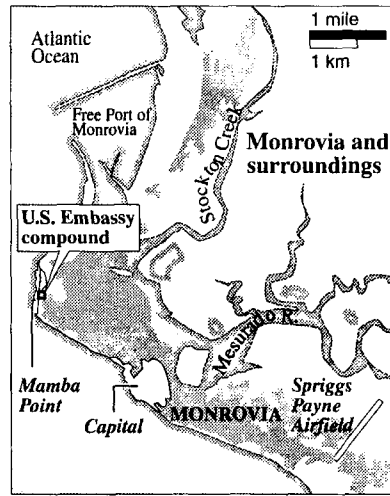 1 mile
1 km
Atlantic
Ocean
Free Port of
Monrovia
Stockton Creek
Monrovia and
surroundings
U.S. Embassy
compound
Mesurado R.
Mamba
Point
Capital
MONROVIA
Spriggs
Payne
Airfield